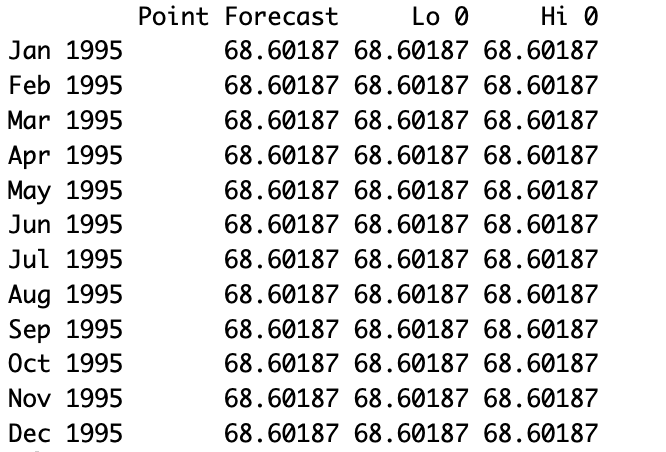 Point Forecast Lo 0 Hi 0
Jan 1995 68.60187 68.60187 68.60187
Feb 1995 68.60187 68.60187 68.60187
Mar 1995 68.60187 68.60187 68.60187
Apr 1995 68.60187 68.60187 68.60187
May 1995 68.60187 68.60187 68.60187
Jun 1995 68.60187 68.60187 68.60187
Jul 1995 68.60187 68.60187 68.60187
Aug 1995 68.60187 68.60187 68.60187
Sep 1995 68.60187 68.60187 68.60187
Oct 1995 68.60187 68.60187 68.60187
Nov 1995 68.60187 68.60187 68.60187
Dec 1995 68.60187 68.60187 68.60187